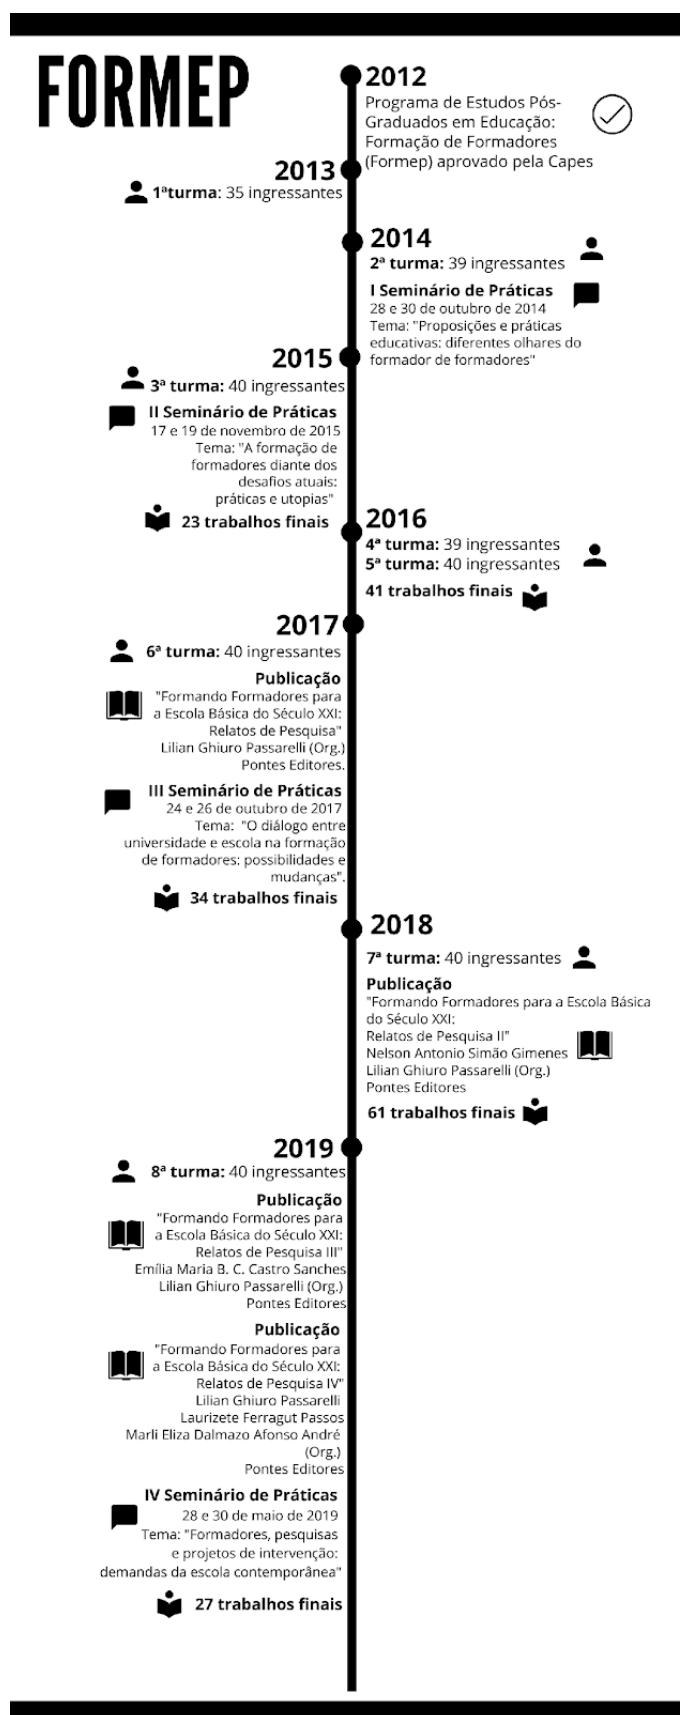 FORMEP
2012
Programa de Estudos Pós-
Graduados em Educação:
Formação de Formadores
(Formep) aprovado pela Capes
2013
1ªturma: 35 ingressantes
2014
2ª turma: 39 ingressantes
I Seminário de Práticas
28 e 30 de outubro de 2014
Tema: "Proposições e práticas
educativas: diferentes olhares do
formador de formadores"
2015
3ª turma: 40 ingressantes
II Seminário de Práticas
17 e 19 de novembro de 2015
Tema: "A formação de
formadores diante dos
desafios atuais:
práticas e utopias"
23 trabalhos finais
2016
4ª turma: 39 ingressantes
5ª turma: 40 ingressantes
41 trabalhos finais
2017
6ª turma: 40 ingressantes
Publicação
"Formando Formadores para
a Escola Básica do Século XXI:
Relatos de Pesquisa"
Lilian Ghiuro Passarelli (Org.)
Pontes Editores.
III Seminário de Práticas
24 e 26 de outubro de 2017
Tema: "O diálogo entre
universidade e escola na formação
de formadores: possibilidades e
mudanças".
34 trabalhos finais
2018
7ª turma: 40 ingressantes
Publicação
"Formando Formadores para a Escola Básica
do Século XXI:
Relatos de Pesquisa II"
Nelson Antonio Simão Gimenes
Lilian Ghiuro Passarelli (Org.)
Pontes Editores
61 trabalhos finais
2019
8ª turma: 40 ingressantes
Publicação
"Formando Formadores para
a Escola Básica do Século XXI:
Relatos de Pesquisa III"
Emília Maria B. C. Castro Sanches
Lilian Ghiuro Passarelli (Org.)
Pontes Editores
Publicação
"Formando Formadores para
a Escola Básica do Século XXI:
Relatos de Pesquisa IV"
Lilian Ghiuro Passarelli
Laurizete Ferragut Passos
Marli Eliza Dalmazo Afonso André
(Org.)
Pontes Editores
IV Seminário de Práticas
28 e 30 de maio de 2019
Tema: "Formadores, pesquisas
e projetos de intervenção:
demandas da escola contemporânea"
27 trabalhos finais